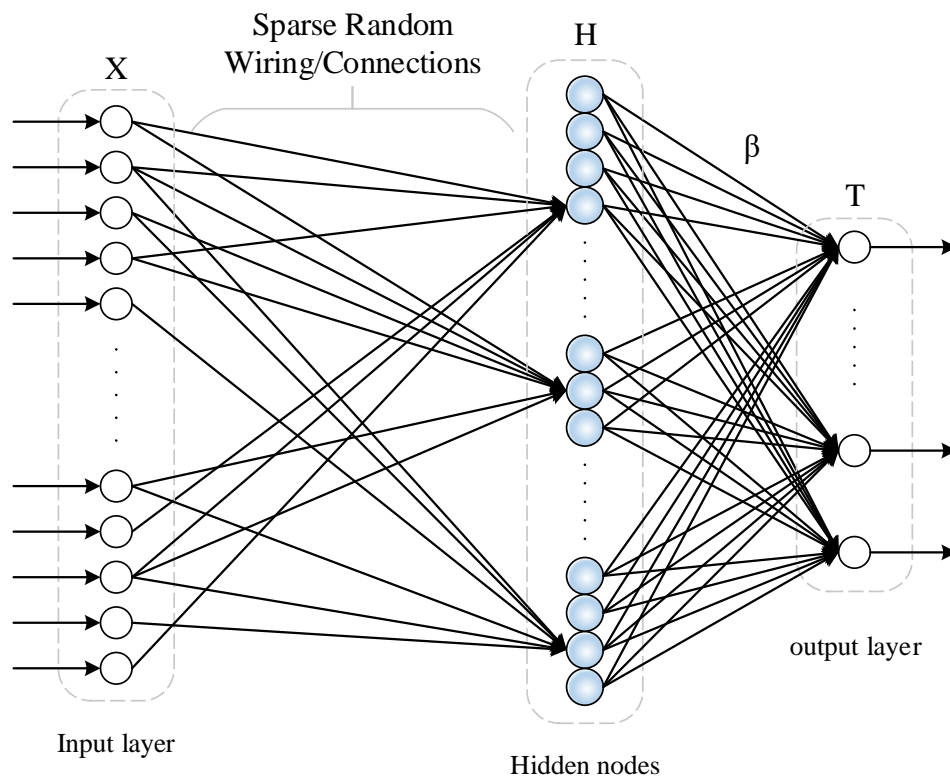 Sparse Random
Wiring/Connections
X
H
β
T
output layer
Input layer
Hidden nodes